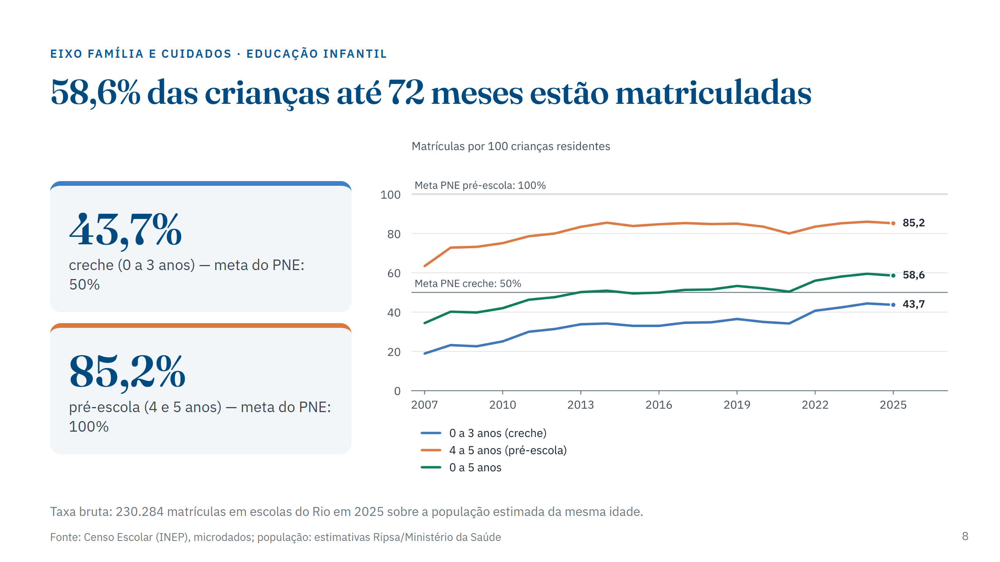 EIXO FAMÍLIA E CUIDADOS · EDUCAÇÃO INFANTIL
58,6% das crianças até 72 meses estão matriculadas
43,7%
creche (0 a 3 anos) — meta do PNE:
50%
85,2%
pré-escola (4 e 5 anos) — meta do PNE:
100%
Matrículas por 100 crianças residentes
Meta PNE pré-escola: 100%
100
85,2
80
60
58,6
Meta PNE creche: 50%
43,7
40
20
0
2007 2010 2013 2016 2019 2022 2025
0 a 3 anos (creche)
4 a 5 anos (pré-escola)
0 a 5 anos
Taxa bruta: 230.284 matrículas em escolas do Rio em 2025 sobre a população estimada da mesma idade.
Fonte: Censo Escolar (INEP), microdados; população: estimativas Ripsa/Ministério da Saúde
8